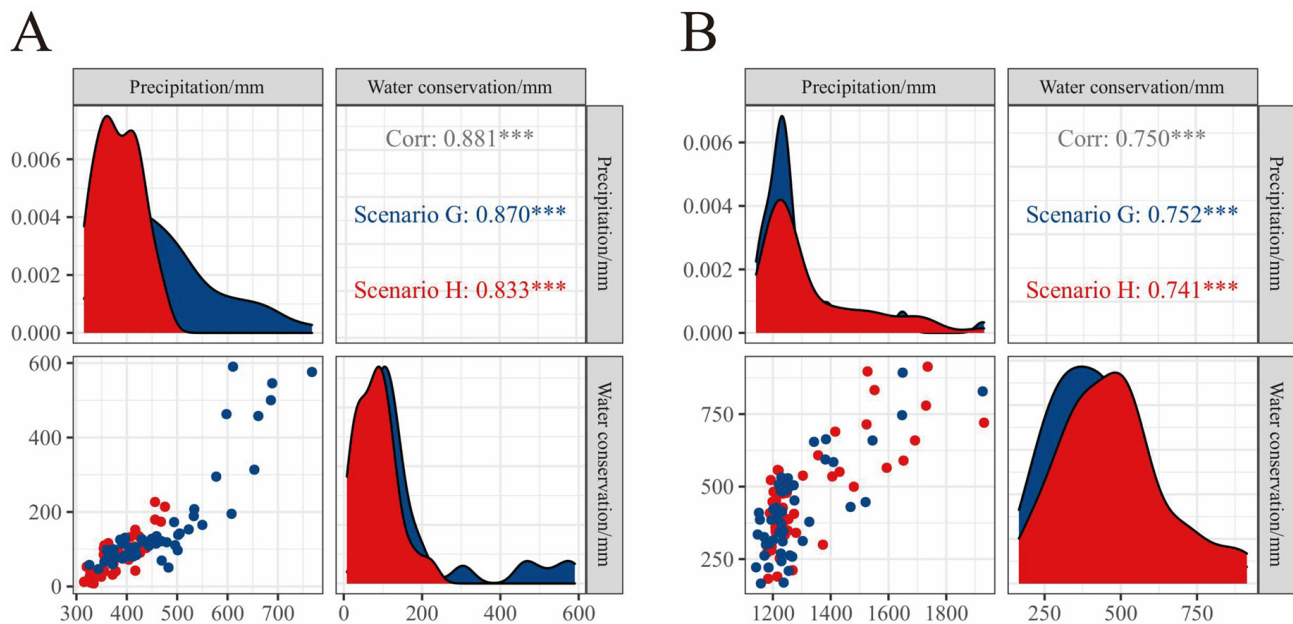 A
Precipitation/mm
Water conservation/mm
0.006
0.004
0.002
0.000
Corr: 0.881***
Scenario G: 0.870***
Scenario H: 0.833***
Precipitation/mm
600
400
200
0
300 400 500 600 700
0 200 400 600
Water conservation/mm
B
Precipitation/mm
Water conservation/mm
0.006
0.004
0.002
0.000
Corr: 0.750***
Scenario G: 0.752***
Scenario H: 0.741***
Precipitation/mm
750
500
250
1200 1400 1600 1800
250 500 750
Water conservation/mm